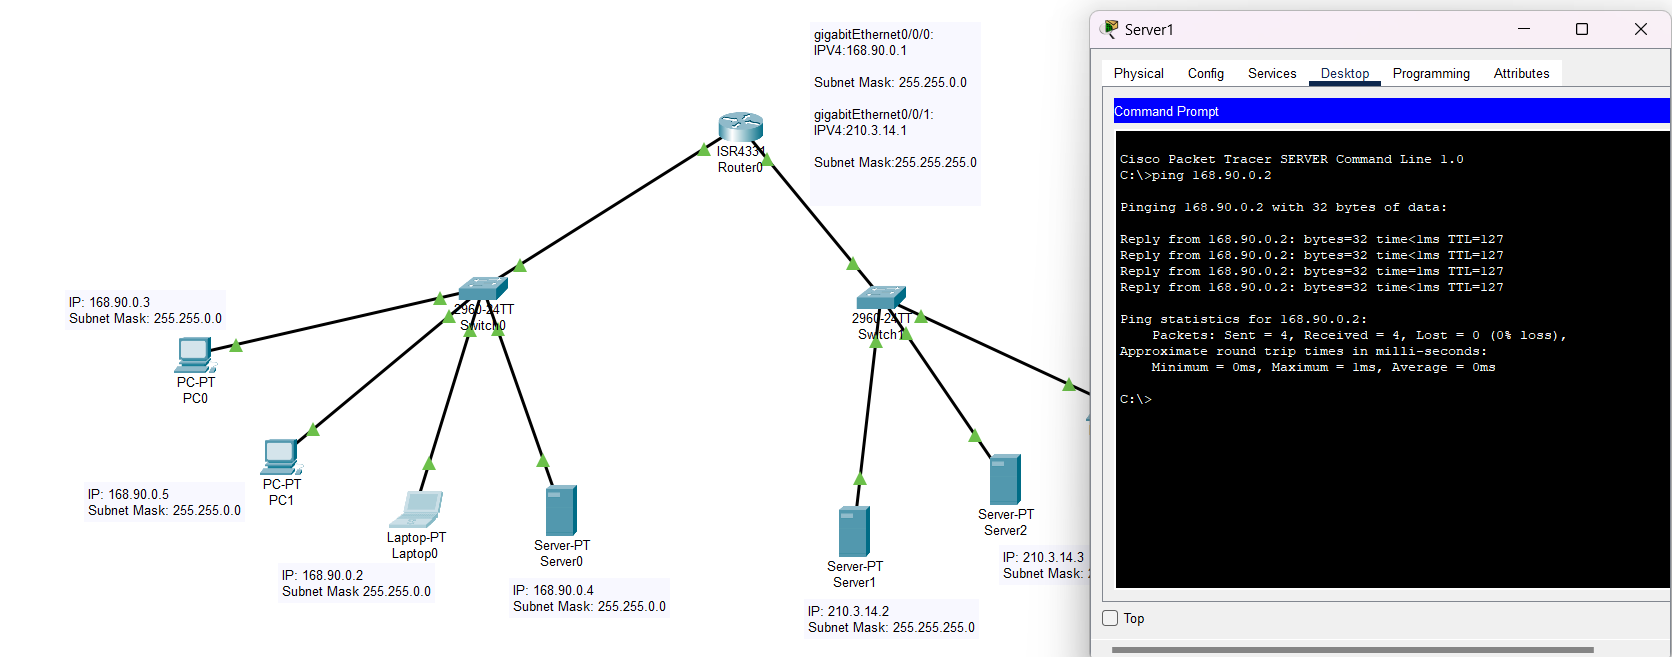 gigabitEthernet0/0/0:
IPV4:168.90.0.1
Subnet Mask: 255.255.0.0
gigabitEthernet0/0/1:
IPV4:210.3.14.1
Subnet Mask:255.255.255.0
ISR4331
Router0
2960-24TT
Switch0
2960-24TT
Switch1
IP: 168.90.0.3
Subnet Mask: 255.255.0.0
PC-PT
PC0
PC-PT
PC1
IP: 168.90.0.5
Subnet Mask: 255.255.0.0
Laptop-PT
Laptop0
IP: 168.90.0.2
Subnet Mask 255.255.0.0
Server-PT
Server0
IP: 168.90.0.4
Subnet Mask: 255.255.0.0
Server-PT
Server1
IP: 210.3.14.2
Subnet Mask: 255.255.255.0
Server-PT
Server2
IP: 210.3.14.3
Subnet Mask:
Server1
Physical Config Services Desktop Programming Attributes
Command Prompt
Cisco Packet Tracer SERVER Command Line 1.0
C:\>ping 168.90.0.2
Pinging 168.90.0.2 with 32 bytes of data:
Reply from 168.90.0.2: bytes=32 time<1ms TTL=127
Reply from 168.90.0.2: bytes=32 time<1ms TTL=127
Reply from 168.90.0.2: bytes=32 time=1ms TTL=127
Reply from 168.90.0.2: bytes=32 time<1ms TTL=127
Ping statistics for 168.90.0.2:
Packets: Sent = 4, Received = 4, Lost = 0 (0% loss),
Approximate round trip times in milli-seconds:
Minimum = 0ms, Maximum = 1ms, Average = 0ms
C:\>
Top